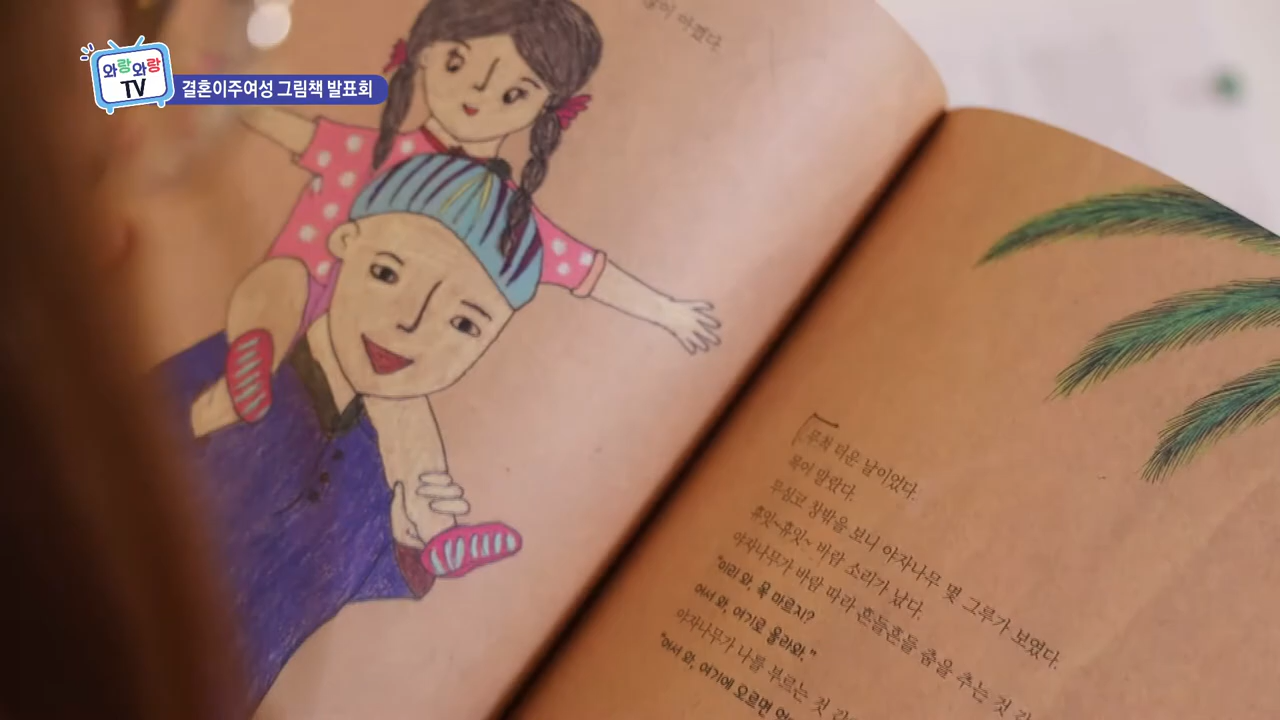 와랑와랑
TV
결혼이주여성 그림책 발표회
아꼈다.
무척 더운 날이었다.
목이 말랐다.
무심코 창밖을 보니 야자나무 몇 그루가 보였다.
휴잇~휴잇~ 바람 소리가 났다.
야자나무가 바람 따라 흔들흔들 춤을 추는 것
"이리 와, 목 마르지?
어서 와, 여기로 올라와."
야자나무가 나를 부르는 것
"어서 와, 여기에 오르면